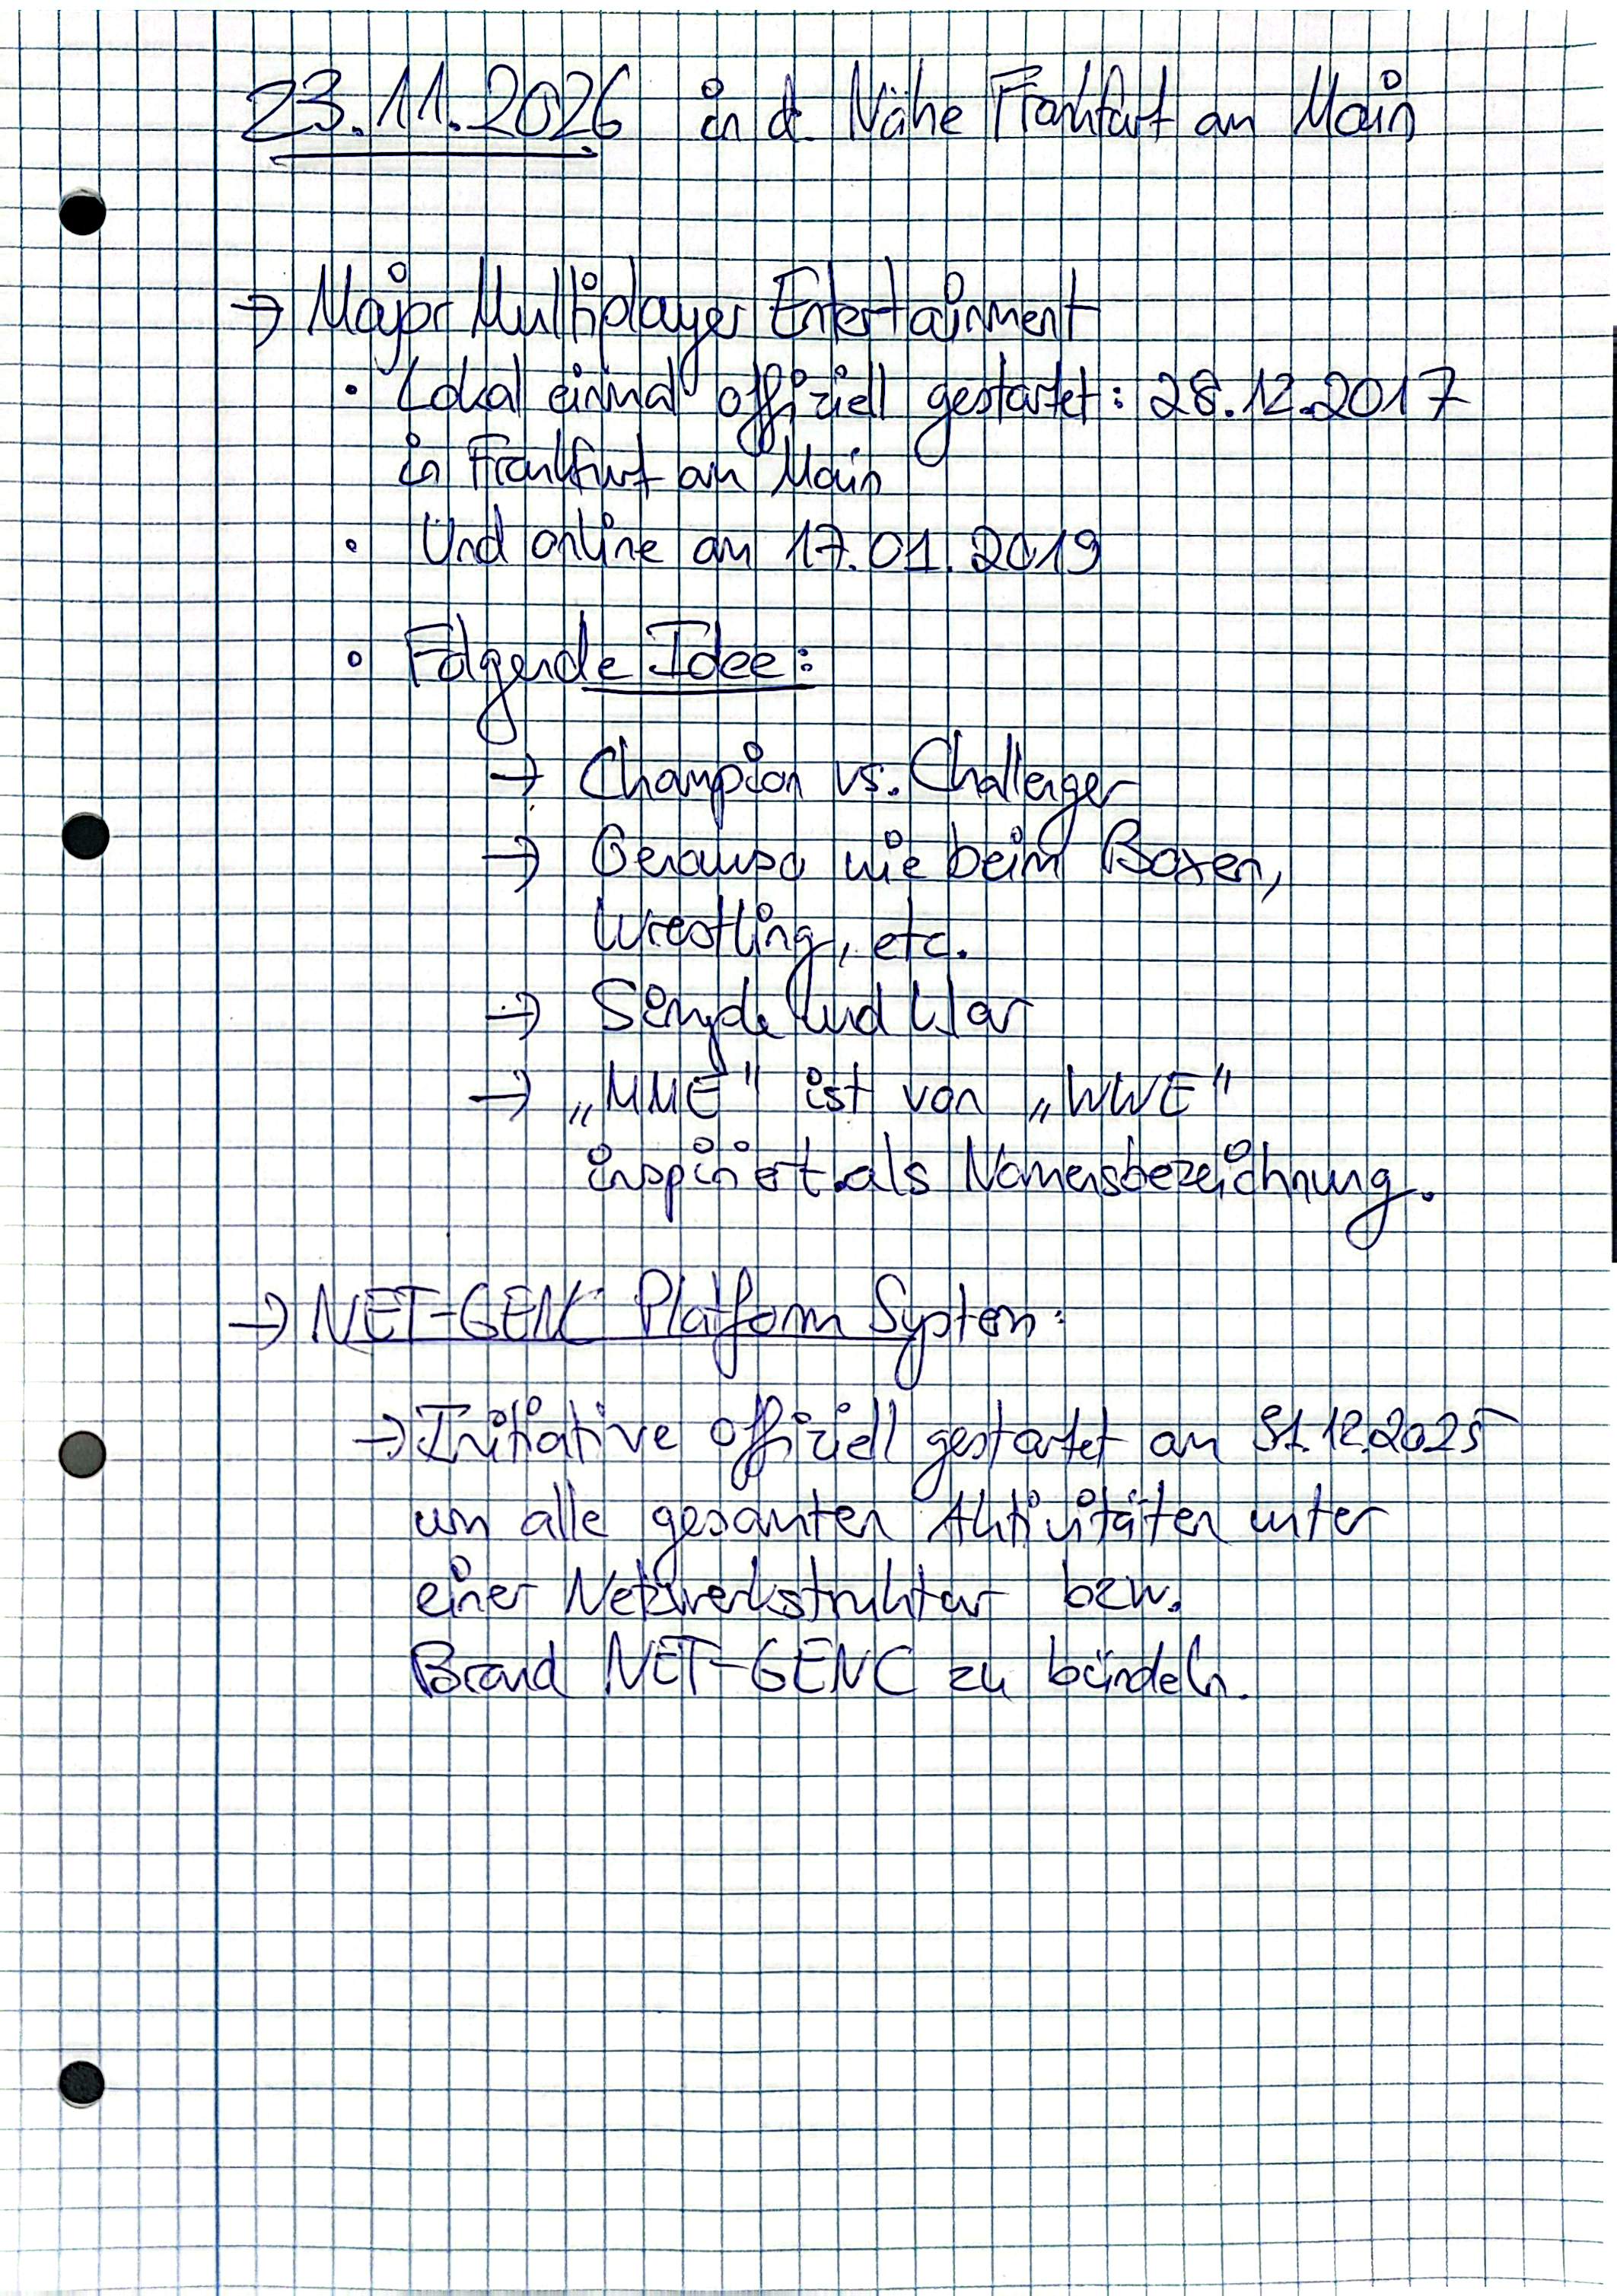 23.11.2026 in d. Nähe Frankfurt am Main
→ Major Multiplayer Entertainment
• Lokal einmal offiziell gestartet: 28.12.2017
in Frankfurt am Main
• Und online am 17.01.2019
• Folgende Idee:
→ Champion vs. Challenger
→ Genauso wie beim Boxen,
Wrestling, etc.
→ Simple und klar
→ „MME" ist von „WWE"
inspiriert als Namensbezeichnung.
→ NET-GENC Platform System:
→ Initiative offiziell gestartet am 31.12.2025
um alle gesamten Aktivitäten unter
einer Netzwerkstruktur bzw.
Brand NET-GENC zu bündeln.